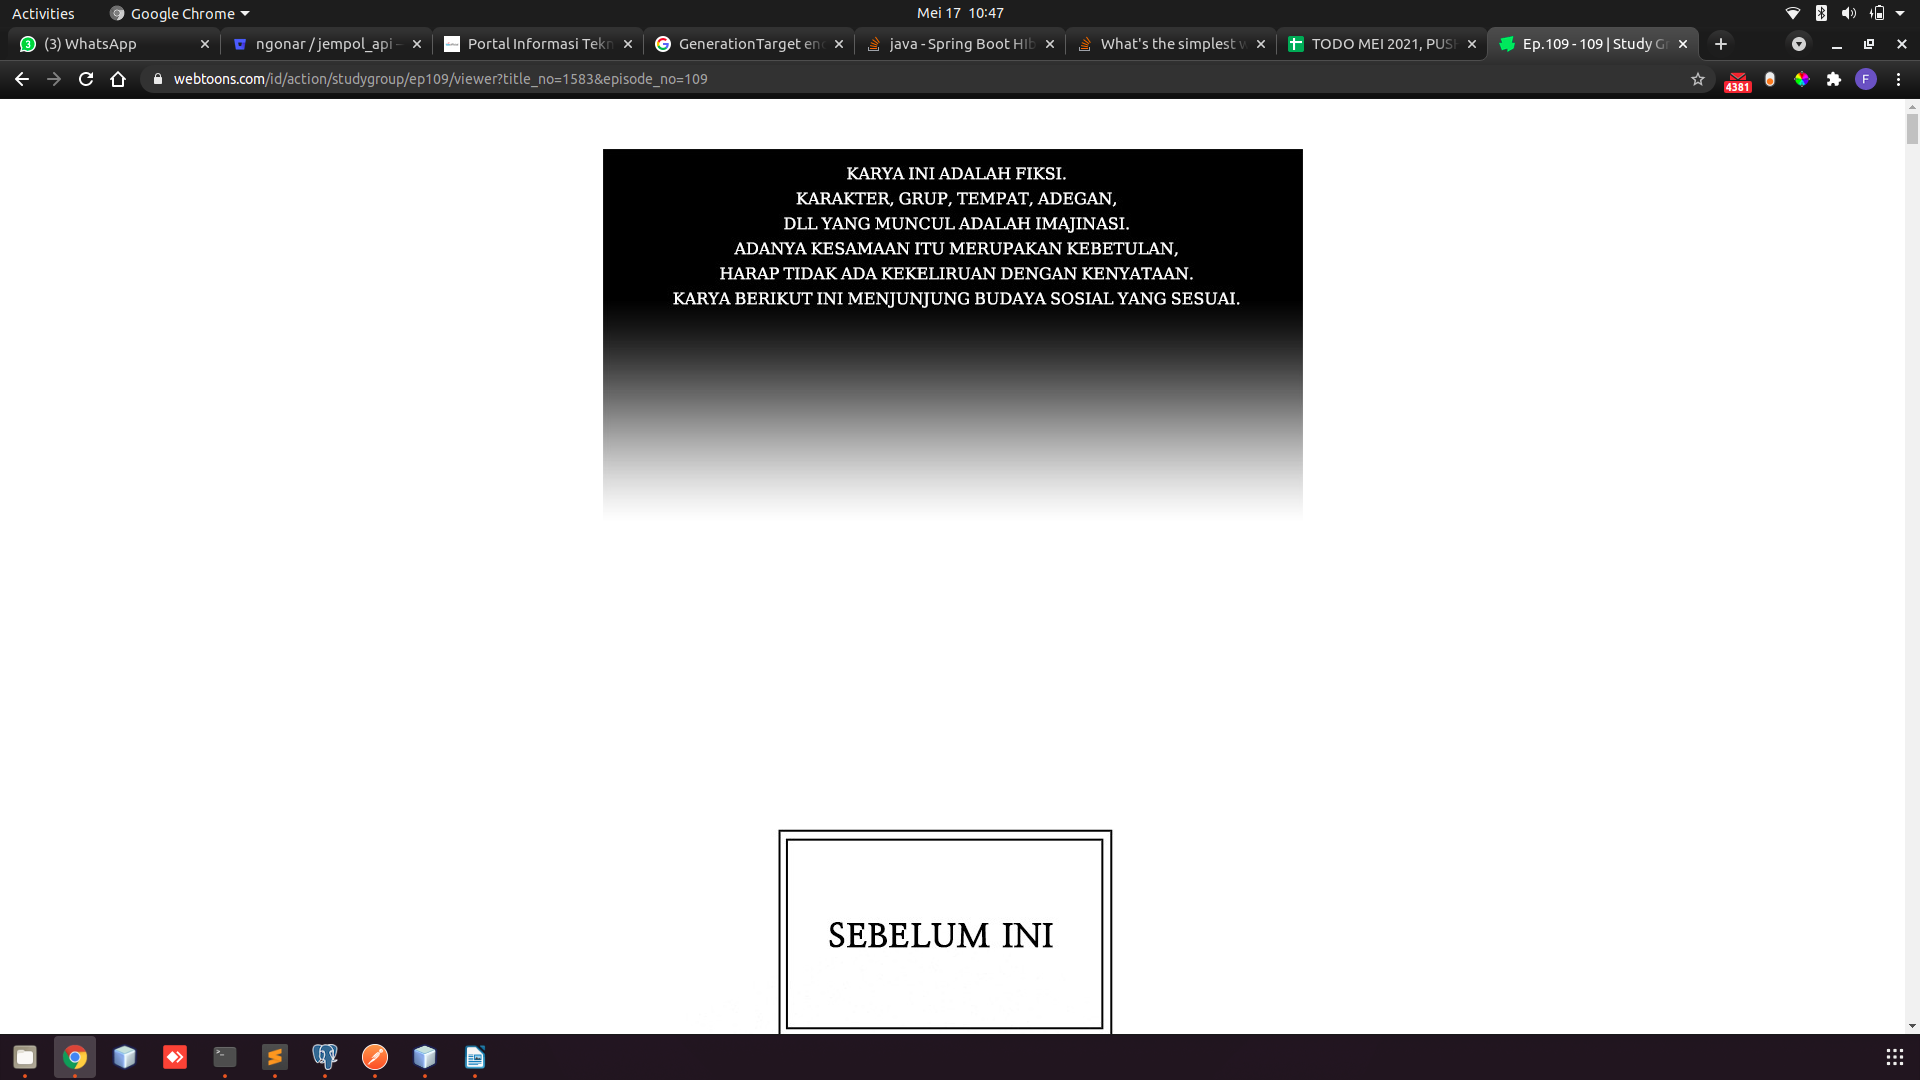 Activities
Google Chrome
Mei 17 10:47
(3) WhatsApp
ngonar / jempol_api -
Portal Informasi Tekn
GenerationTarget en
java - Spring Boot HIb
What's the simplest w
TODO MEI 2021, PUS
Ep.109 - 109 | Study Gr
webtoons.com/id/action/studygroup/ep109/viewer?title_no=1583&episode_no=109
4381
F
KARYA INI ADALAH FIKSI.
KARAKTER, GRUP, TEMPAT, ADEGAN,
DLL YANG MUNCUL ADALAH IMAJINASI.
ADANYA KESAMAAN ITU MERUPAKAN KEBETULAN,
HARAP TIDAK ADA KEKELIRUAN DENGAN KENYATAAN.
KARYA BERIKUT INI MENJUNJUNG BUDAYA SOSIAL YANG SESUAI.
SEBELUM INI